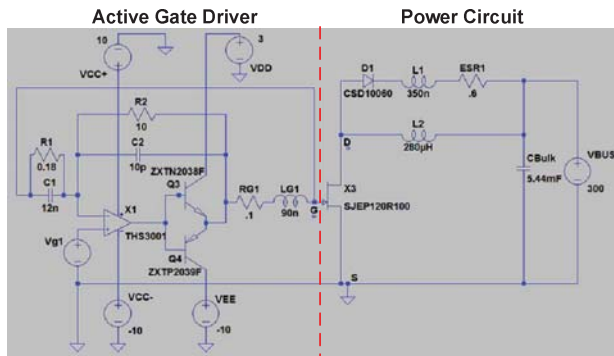 Active Gate Driver
Power Circuit
10
VCC+
3
VDD
R2
10
C2
10p
R1
0.18
C1
12n
Vg1
X1
THS3001
ZXTN2038F
Q3
Q4
ZXTP2039F
VCC-
-10
VEE
-10
RG1
.1
LG1
90n
G
D1
CSD10060
L1
350n
ESR1
.6
L2
280µH
D
X3
SJEP120R100
S
CBulk
5.44mF
VBUS
300